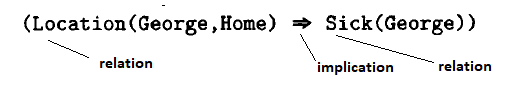 (Location(George,Home) ⇒ Sick(George))
relation
implication
relation